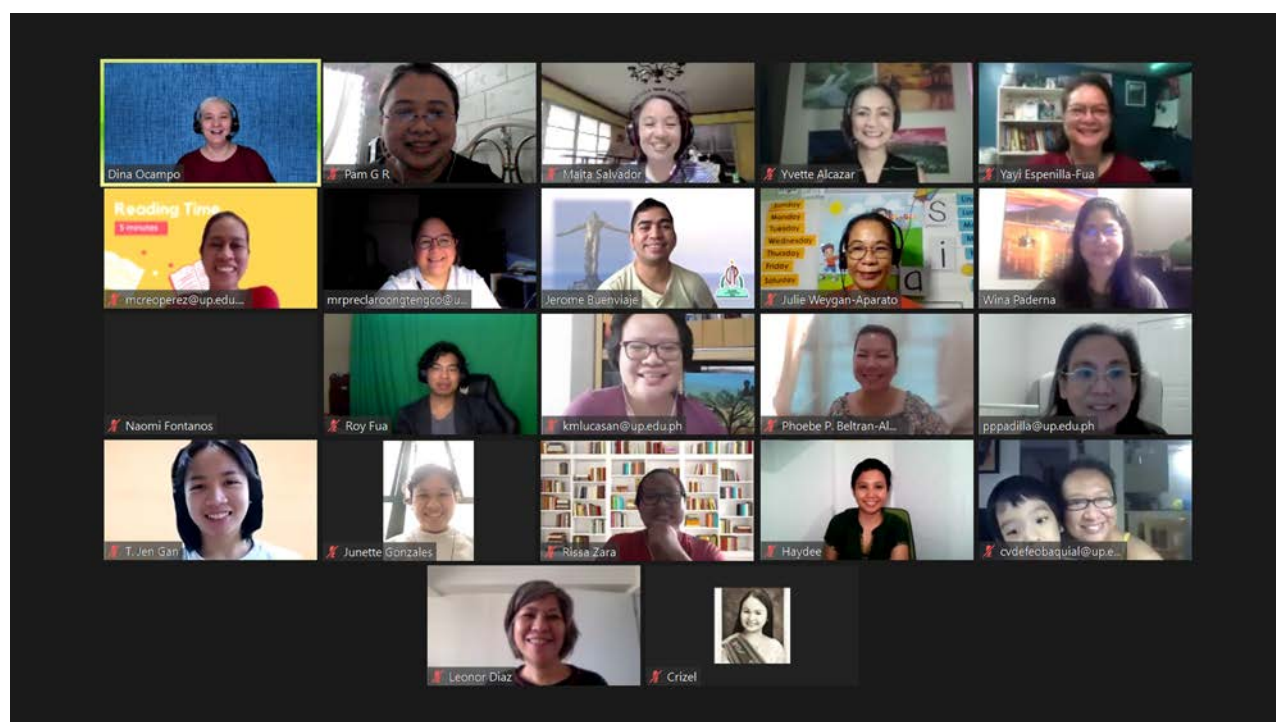 Dina Ocampo
Pam G R
Maita Salvador
Yvette Alcazar
Yayi Espenilla-Fua
Reading Time
5 minutes
mcreoperez@up.edu....
mrpreclaroongtengco@u...
Jerome Buenviaje
UP
Sunday
Monday
Tuesday
Wednesday
Thursday
Friday
Saturday
S
a
i
Julie Weygan-Aparato
Wina Paderna
Naomi Fontanos
Roy Fua
kmlucasan@up.edu.ph
Phoebe P. Beltran-Al...
pppadilla@up.edu.ph
T. Jen Gan
Junette Gonzales
Rissa Zara
Haydee
cvdefeobaquial@up.e...
Leonor Diaz
Crizel